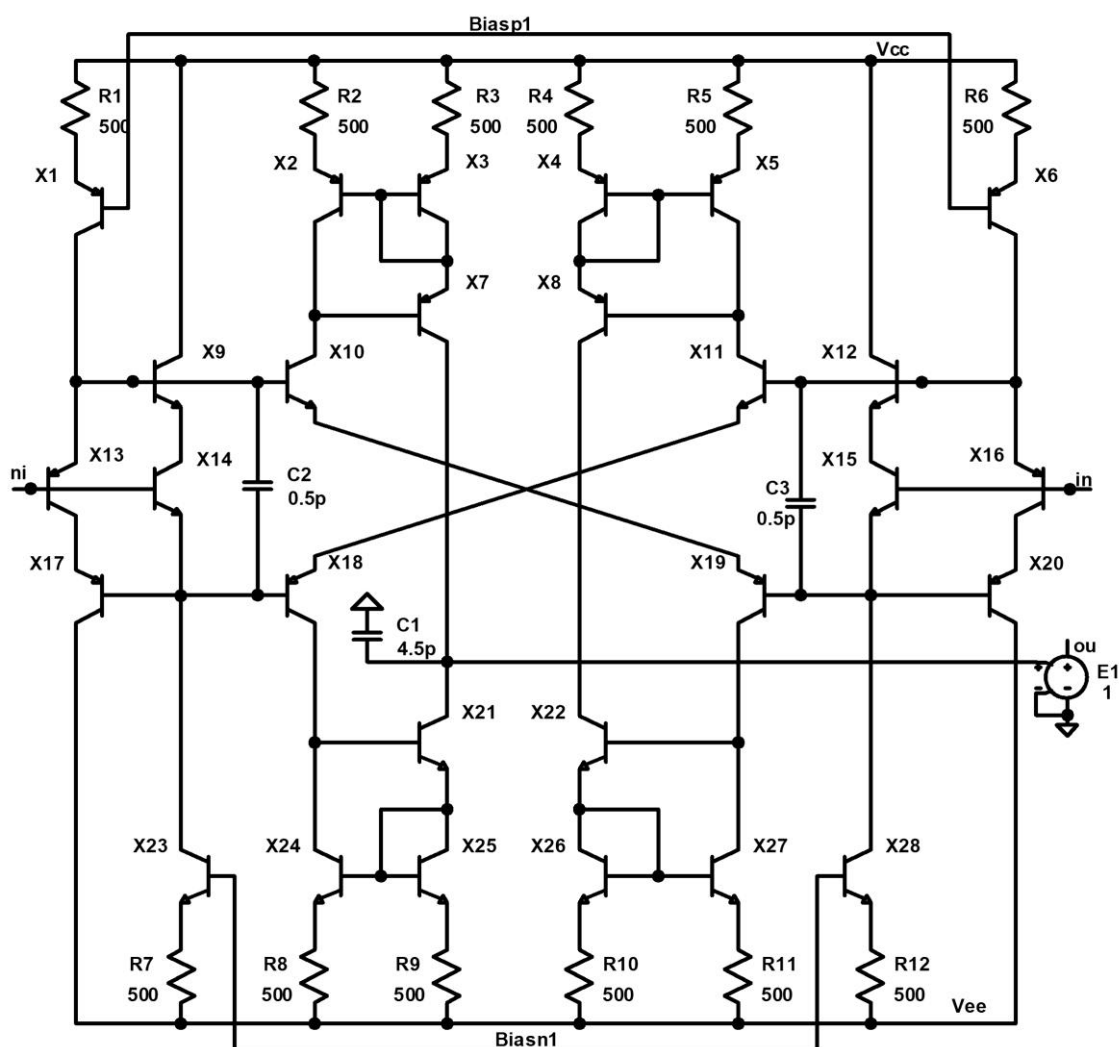 Biasp1
Vcc
R1
500
R2
500
R3
500
R4
500
R5
500
R6
500
X1
X2
X3
X4
X5
X6
X7
X8
X9
X10
X11
X12
ni
X13
X14
C2
0.5p
C3
0.5p
X15
X16
in
X17
X18
X19
X20
C1
4.5p
ou
E1
1
+
-
+
-
X21
X22
X23
X24
X25
X26
X27
X28
R7
500
R8
500
R9
500
R10
500
R11
500
R12
500
Vee
Biasn1